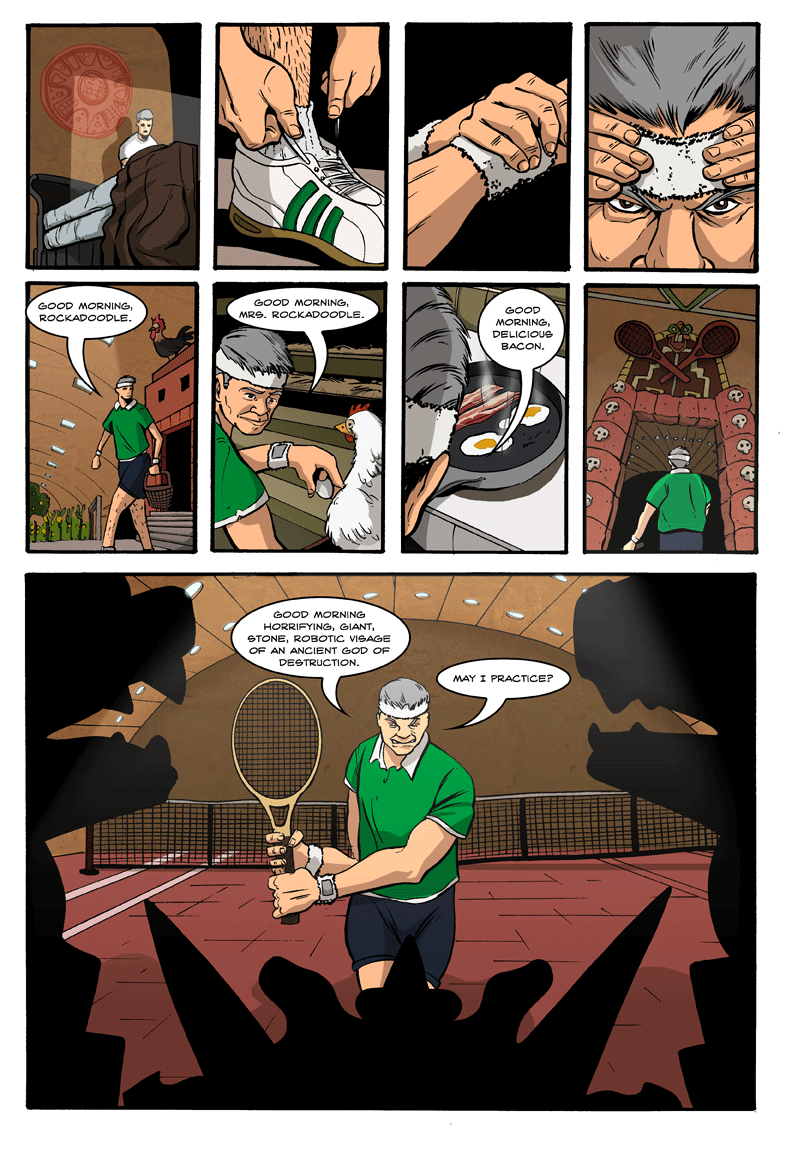 GOOD MORNING,
ROCKADOODLE.
GOOD MORNING,
MRS. ROCKADOODLE.
GOOD
MORNING,
DELICIOUS
BACON.
GOOD MORNING
HORRIFYING, GIANT,
STONE, ROBOTIC VISAGE
OF AN ANCIENT GOD OF
DESTRUCTION.
MAY I PRACTICE?